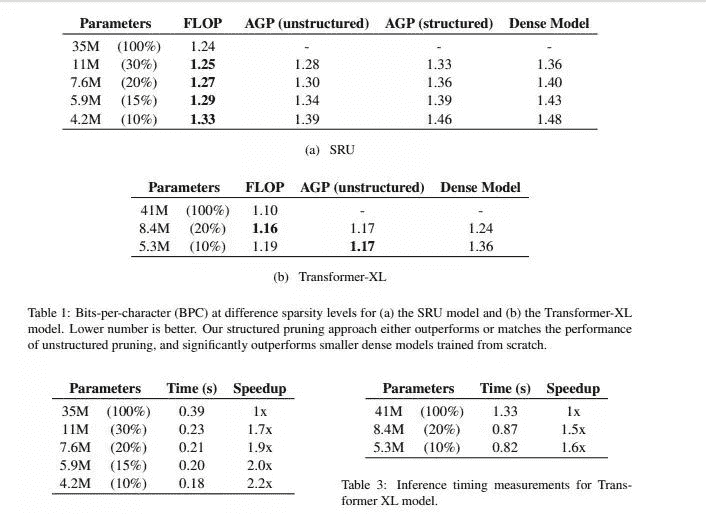 Parameters FLOP AGP (unstructured) AGP (structured) Dense Model
35M (100%) 1.24 - - -
11M (30%) 1.25 1.28 1.33 1.36
7.6M (20%) 1.27 1.30 1.36 1.40
5.9M (15%) 1.29 1.34 1.39 1.43
4.2M (10%) 1.33 1.39 1.46 1.48
(a) SRU
Parameters FLOP AGP (unstructured) Dense Model
41M (100%) 1.10 - -
8.4M (20%) 1.16 1.17 1.24
5.3M (10%) 1.19 1.17 1.36
(b) Transformer-XL
Table 1: Bits-per-character (BPC) at difference sparsity levels for (a) the SRU model and (b) the Transformer-XL
model. Lower number is better. Our structured pruning approach either outperforms or matches the performance
of unstructured pruning, and significantly outperforms smaller dense models trained from scratch.
Parameters Time (s) Speedup
35M (100%) 0.39 1x
11M (30%) 0.23 1.7x
7.6M (20%) 0.21 1.9x
5.9M (15%) 0.20 2.0x
4.2M (10%) 0.18 2.2x
Parameters Time (s) Speedup
41M (100%) 1.33 1x
8.4M (20%) 0.87 1.5x
5.3M (10%) 0.82 1.6x
Table 3: Inference timing measurements for Trans-
former XL model.